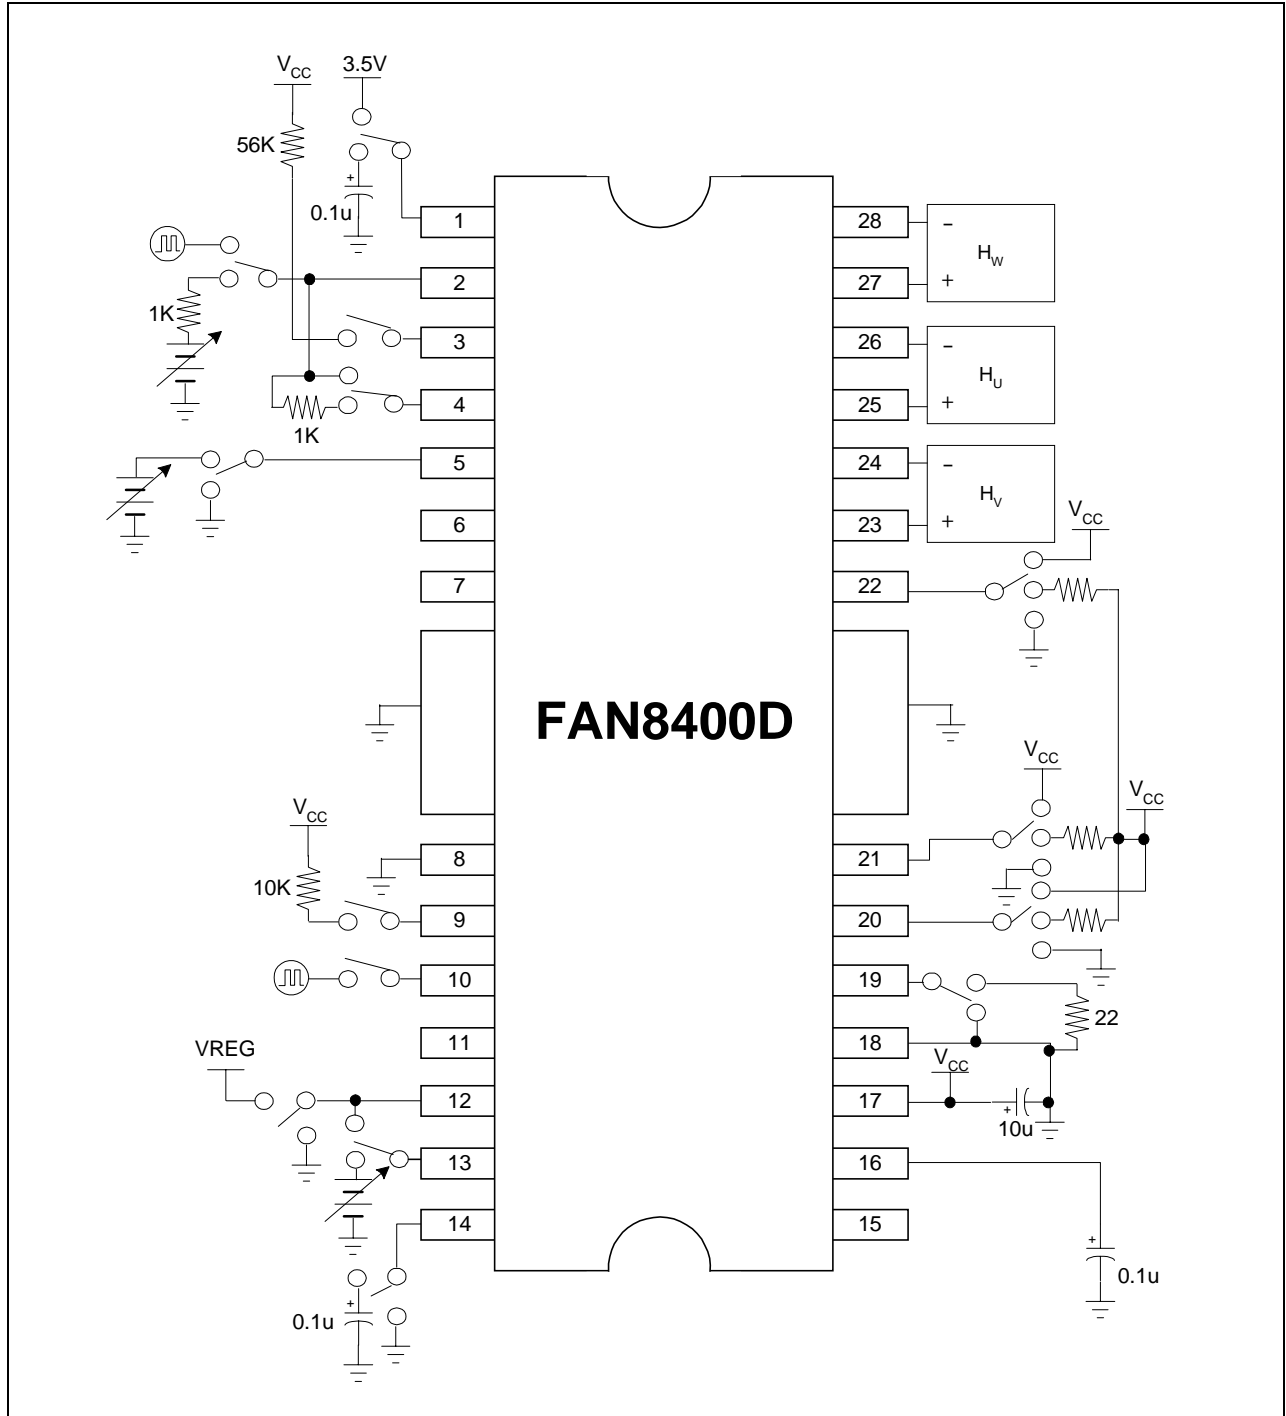 VCC 3.5V
56K
0.1u
1 28 -
HW
2 27 +
1K
3 26 -
HU
4 25 +
1K
5 24 -
HV
6 23 +
VCC
7 22
FAN8400D
VCC
VCC VCC
8 21
10K
9 20
10 19
22
11 18
VREG VCC
12 17
+
10u
13 16
14 15
+
0.1u
+
0.1u